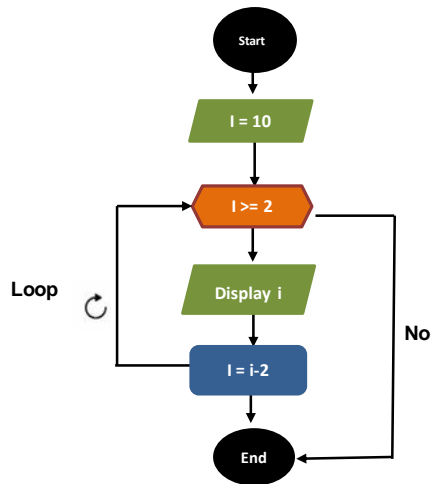 Start
I = 10
I >= 2
Display i
Loop
No
I = i-2
End